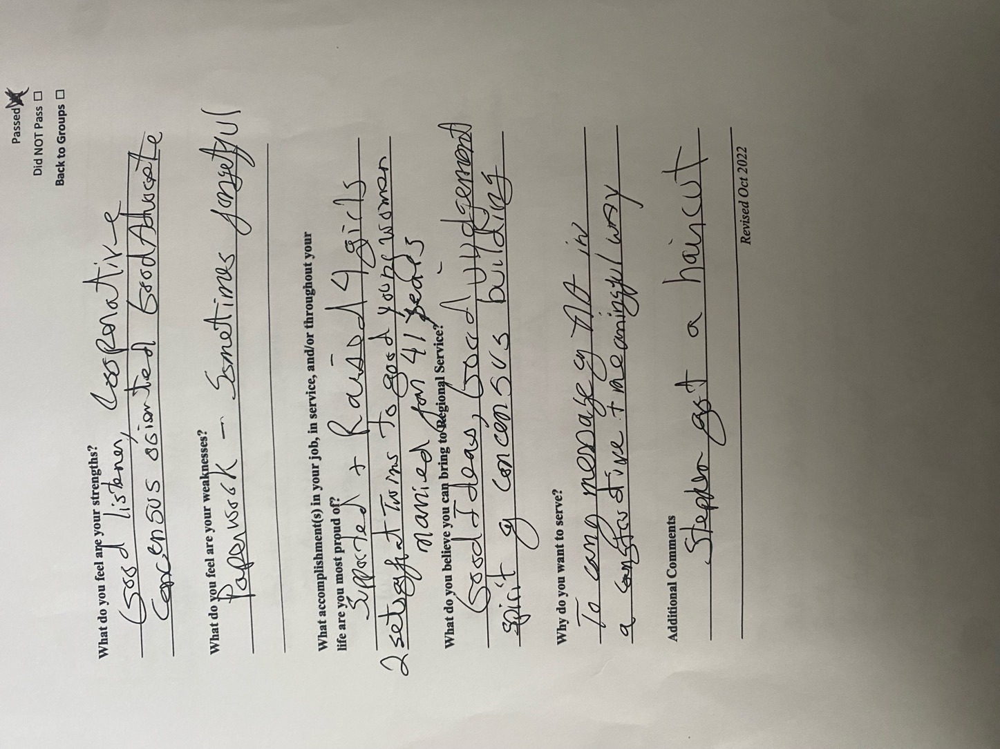 Passed ☒
Did NOT Pass ☐
Back to Groups ☐
What do you feel are your strengths?
Good listener, Cooperative
Concensus oriented Good Advocate
What do you feel are your weaknesses?
Paperwork - Sometimes forgetful
What accomplishment(s) in your job, in service, and/or throughout your
life are you most proud of?
Supported + Raised 4 girls
2 sets of twins to good young women
married for 41 years
What do you believe you can bring to Regional Service?
Good Ideas, Good judgement
spirit of concensus building
Why do you want to serve?
To carry message of NA in
a constructive + meaningful way
Additional Comments
got a haircut
Revised Oct 2022